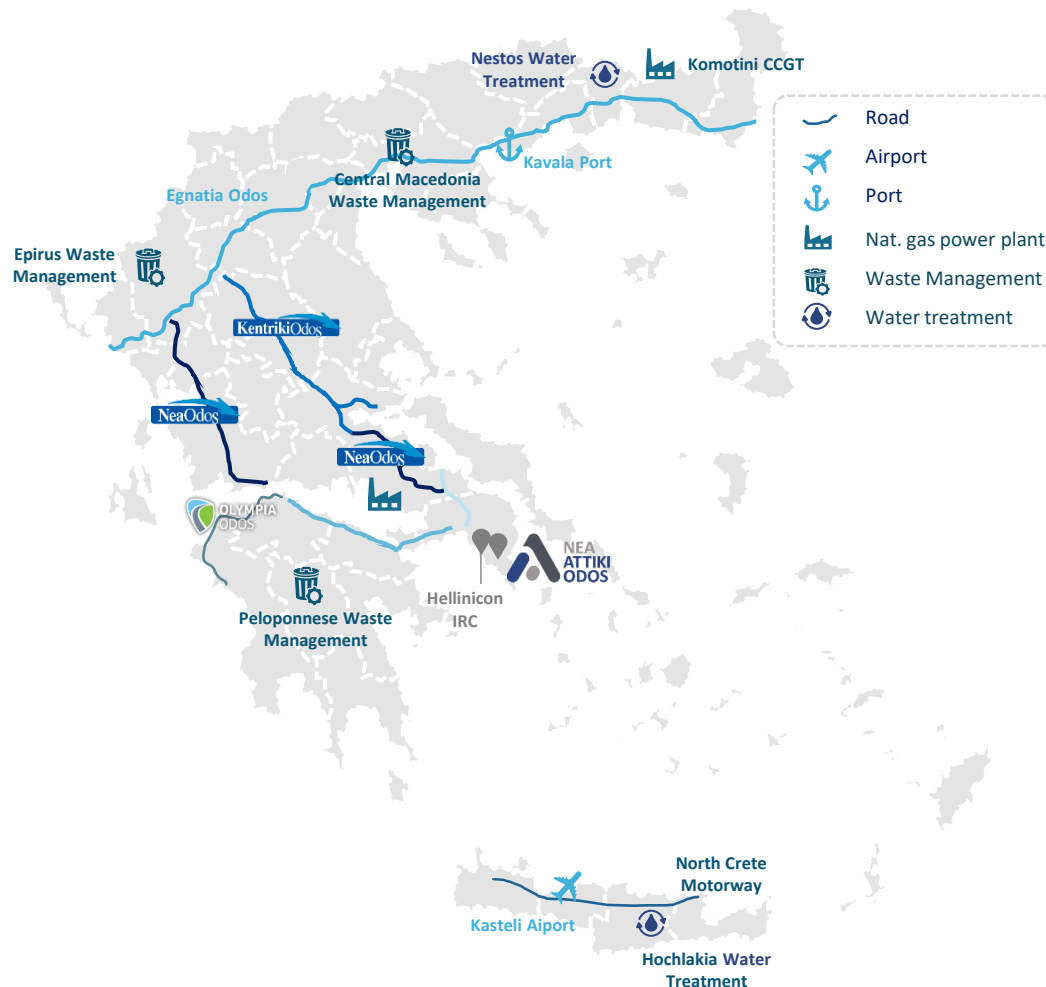 Nestos Water
Treatment
Komotini CCGT
Road
Airport
Port
Nat. gas power plant
Waste Management
Water treatment
Kavala Port
Central Macedonia
Waste Management
Egnatia Odos
Epirus Waste
Management
KentrikiOdos
NeaOdos
NeaOdos
OLYMPIA
ODOS
NEA
ATTIKI
ODOS
Hellinicon
IRC
Peloponnese Waste
Management
North Crete
Motorway
Kasteli Aiport
Hochlakia Water
Treatment